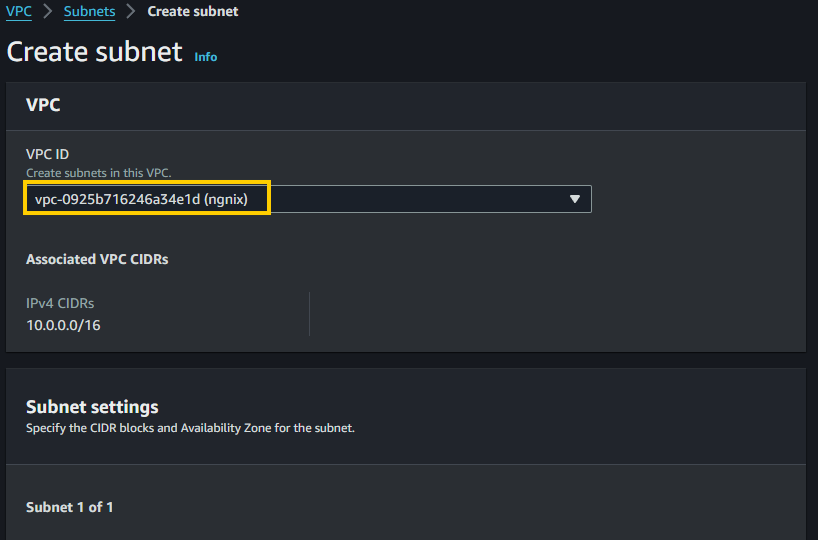 VPC > Subnets > Create subnet
Create subnet Info
VPC
VPC ID
Create subnets in this VPC.
vpc-0925b716246a34e1d (ngnix)
Associated VPC CIDRs
IPv4 CIDRs
10.0.0.0/16
Subnet settings
Specify the CIDR blocks and Availability Zone for the subnet.
Subnet 1 of 1